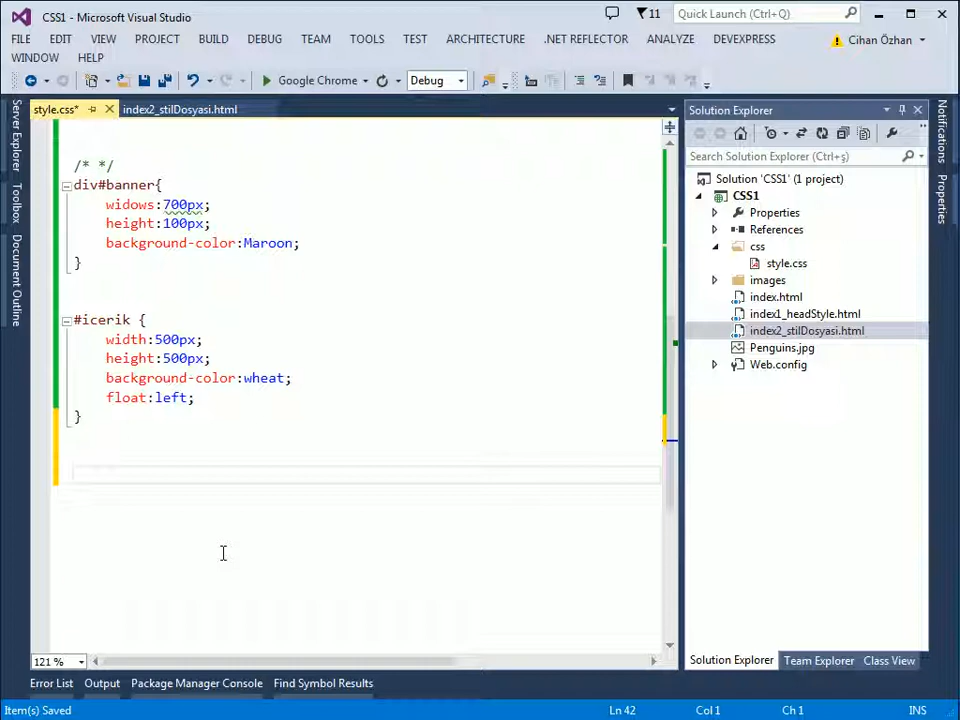 CSS1 - Microsoft Visual Studio
11
Quick Launch (Ctrl+Q)
FILE EDIT VIEW PROJECT BUILD DEBUG TEAM TOOLS TEST ARCHITECTURE .NET REFLECTOR ANALYZE DEVEXPRESS
Cihan Özhan
WINDOW HELP
Google Chrome
Debug
Server Explorer
Toolbox
Document Outline
style.css*
index2_stilDosyasi.html
/* */
div#banner{
widows:700px;
height:100px;
background-color:Maroon;
}
#icerik {
width:500px;
height:500px;
background-color:wheat;
float:left;
}
121 %
Solution Explorer
Search Solution Explorer (Ctrl+ş)
Solution 'CSS1' (1 project)
CSS1
Properties
References
css
style.css
images
index.html
index1_headStyle.html
index2_stilDosyasi.html
Penguins.jpg
Web.config
Solution Explorer Team Explorer Class View
Notifications
Properties
Error List Output Package Manager Console Find Symbol Results
Item(s) Saved
Ln 42 Col 1 Ch 1 INS